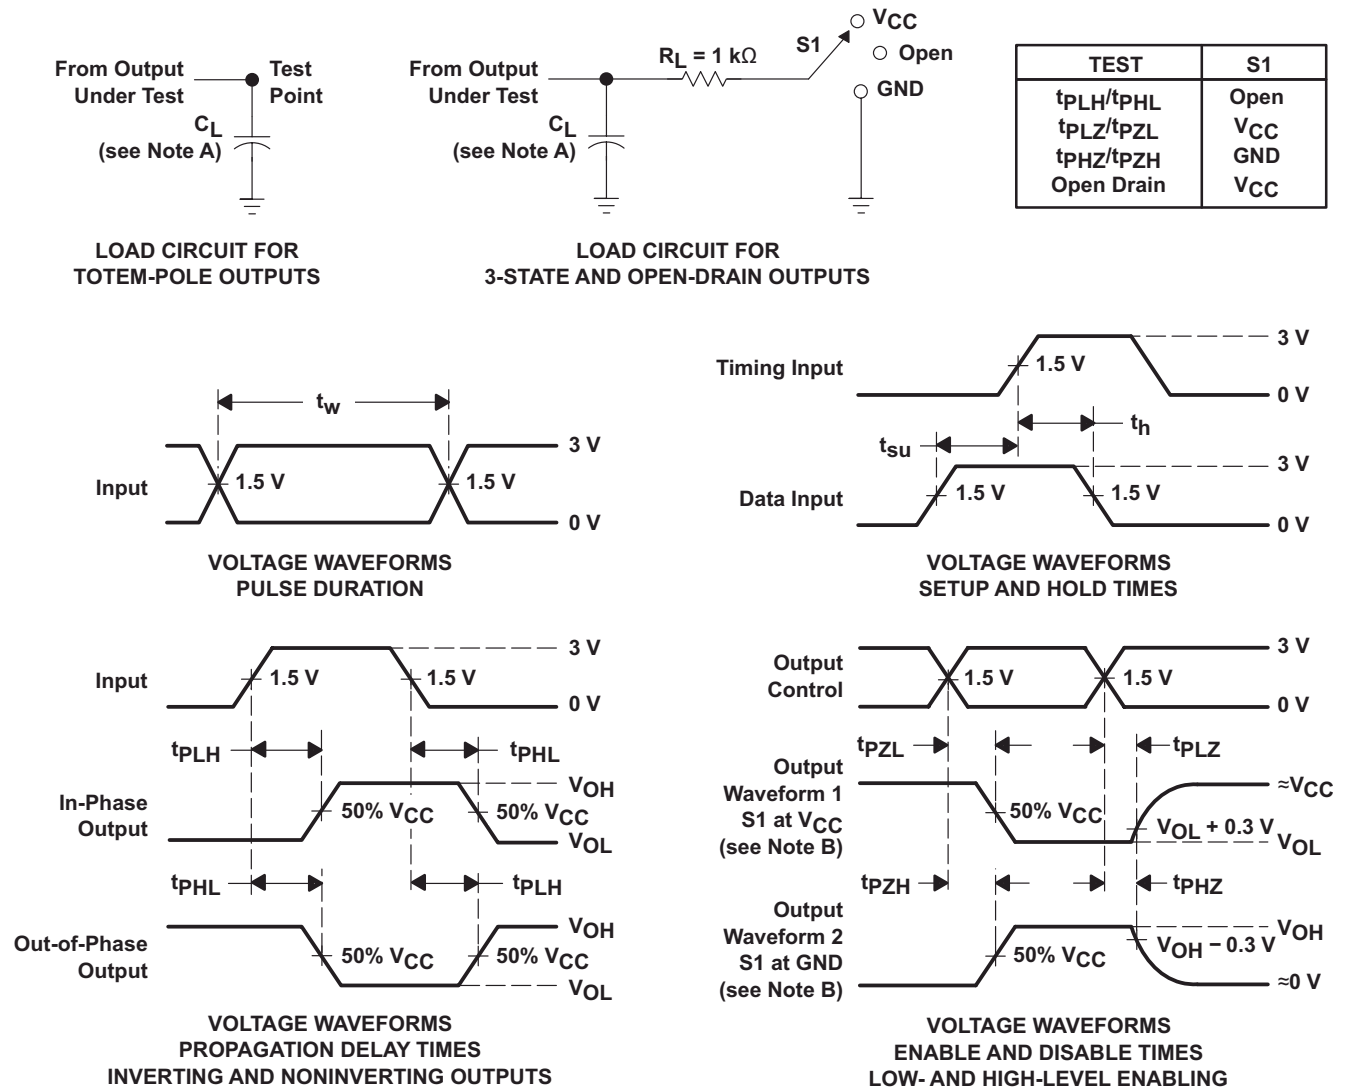 From Output
Under Test
Test
Point
CL
(see Note A)
LOAD CIRCUIT FOR
TOTEM-POLE OUTPUTS
From Output
Under Test
CL
(see Note A)
RL = 1 kΩ
S1
VCC
Open
GND
LOAD CIRCUIT FOR
3-STATE AND OPEN-DRAIN OUTPUTS
TEST S1
tPLH/tPHL Open
tPLZ/tPZL VCC
tPHZ/tPZH GND
Open Drain VCC
tw
Input
1.5 V
1.5 V
3 V
0 V
VOLTAGE WAVEFORMS
PULSE DURATION
Timing Input
1.5 V
3 V
0 V
th
tsu
Data Input
1.5 V
1.5 V
3 V
0 V
VOLTAGE WAVEFORMS
SETUP AND HOLD TIMES
Input
1.5 V
1.5 V
3 V
0 V
tPLH
tPHL
In-Phase
Output
50% VCC
50% VCC
VOH
VOL
tPHL
tPLH
Out-of-Phase
Output
50% VCC
50% VCC
VOH
VOL
VOLTAGE WAVEFORMS
PROPAGATION DELAY TIMES
INVERTING AND NONINVERTING OUTPUTS
Output
Control
1.5 V
1.5 V
3 V
0 V
tPZL
tPLZ
Output
Waveform 1
S1 at VCC
(see Note B)
50% VCC
VOL + 0.3 V
≈VCC
VOL
tPZH
tPHZ
Output
Waveform 2
S1 at GND
(see Note B)
50% VCC
VOH − 0.3 V
VOH
≈0 V
VOLTAGE WAVEFORMS
ENABLE AND DISABLE TIMES
LOW- AND HIGH-LEVEL ENABLING